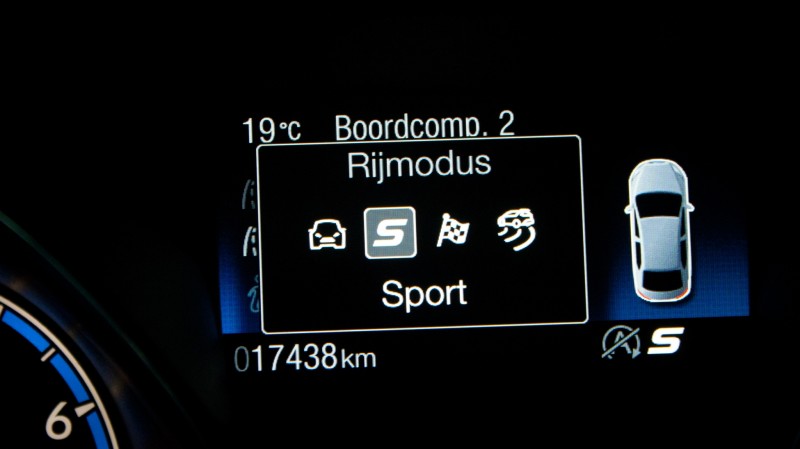 19°C Boordcomp. 2
Rijmodus
S
Sport
017438km
A S
6